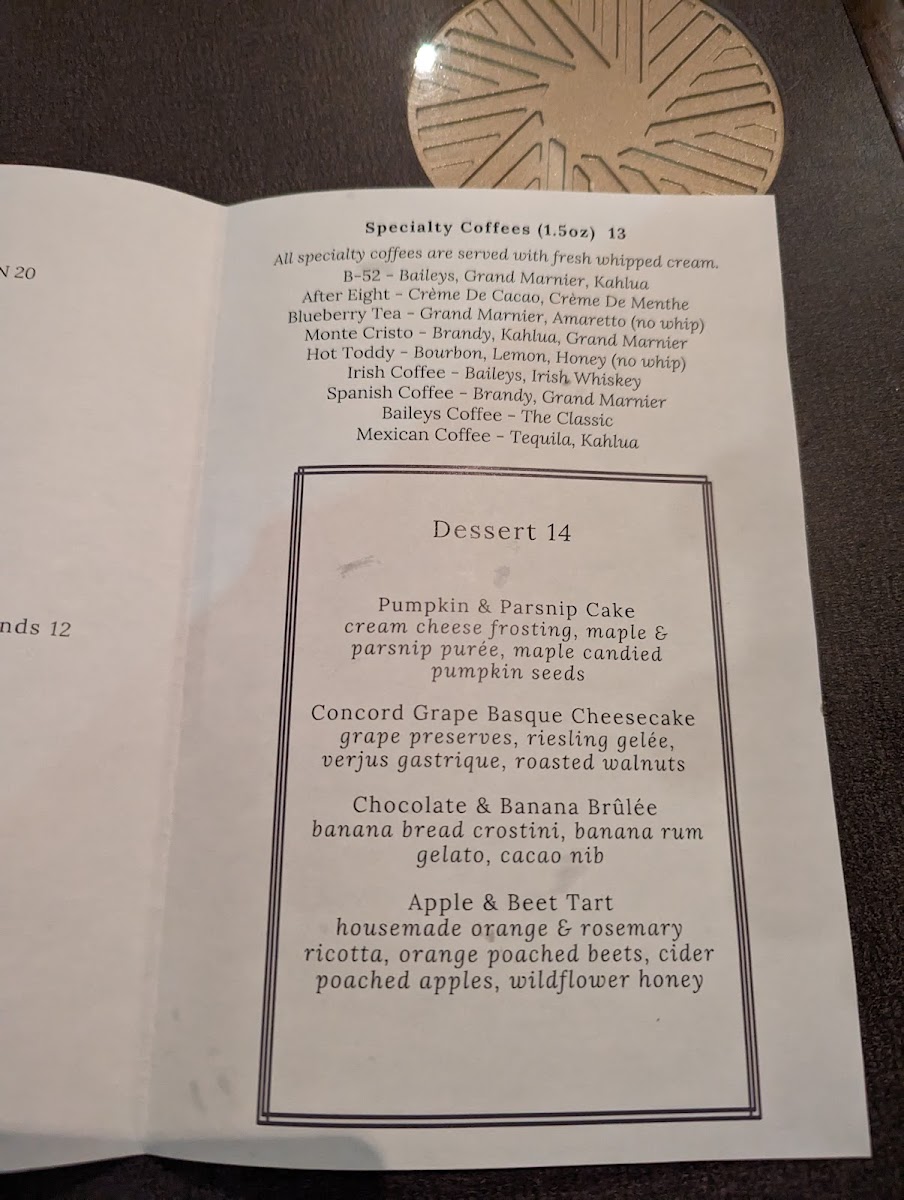 N 20
nds 12
Specialty Coffees (1.5oz) 13
All specialty coffees are served with fresh whipped cream.
B-52 - Baileys, Grand Marnier, Kahlua
After Eight - Crème De Cacao, Crème De Menthe
Blueberry Tea - Grand Marnier, Amaretto (no whip)
Monte Cristo - Brandy, Kahlua, Grand Marnier
Hot Toddy - Bourbon, Lemon, Honey (no whip)
Irish Coffee - Baileys, Irish Whiskey
Spanish Coffee - Brandy, Grand Marnier
Baileys Coffee - The Classic
Mexican Coffee - Tequila, Kahlua
Dessert 14
Pumpkin & Parsnip Cake
cream cheese frosting, maple &
parsnip purée, maple candied
pumpkin seeds
Concord Grape Basque Cheesecake
grape preserves, riesling gelée,
verjus gastrique, roasted walnuts
Chocolate & Banana Brûlée
banana bread crostini, banana rum
gelato, cacao nib
Apple & Beet Tart
housemade orange & rosemary
ricotta, orange poached beets, cider
poached apples, wildflower honey